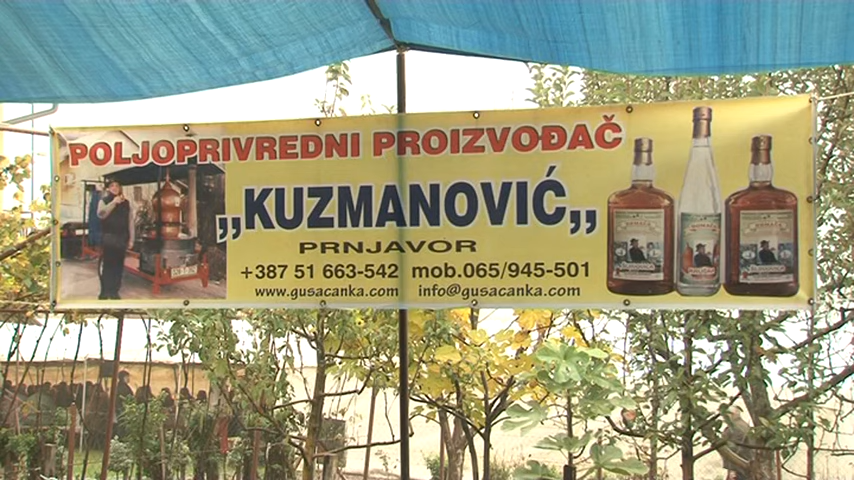 POLJOPRIVREDNI PROIZVOĐAČ
„KUZMANOVIĆ„
PRNJAVOR
+387 51 663-542 mob.065/945-501
www.gusacanka.com info@gusacanka.com